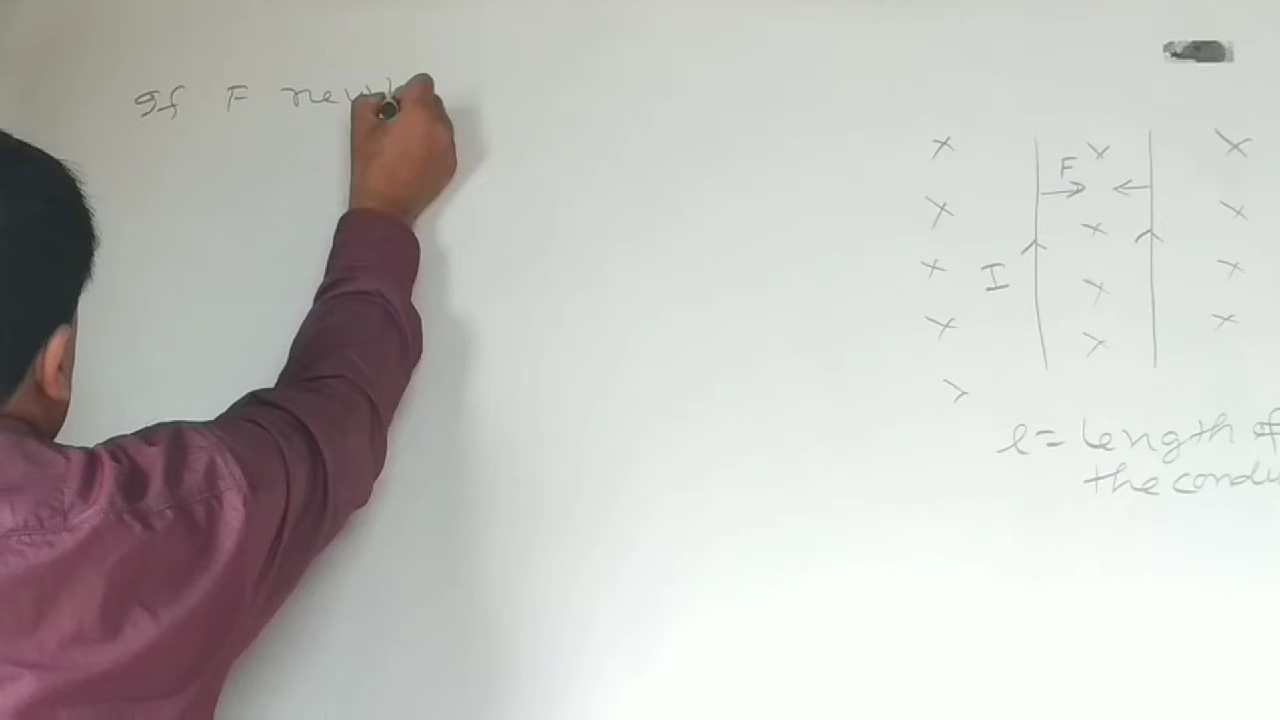 If F new
F
I
l = Length of
the condu